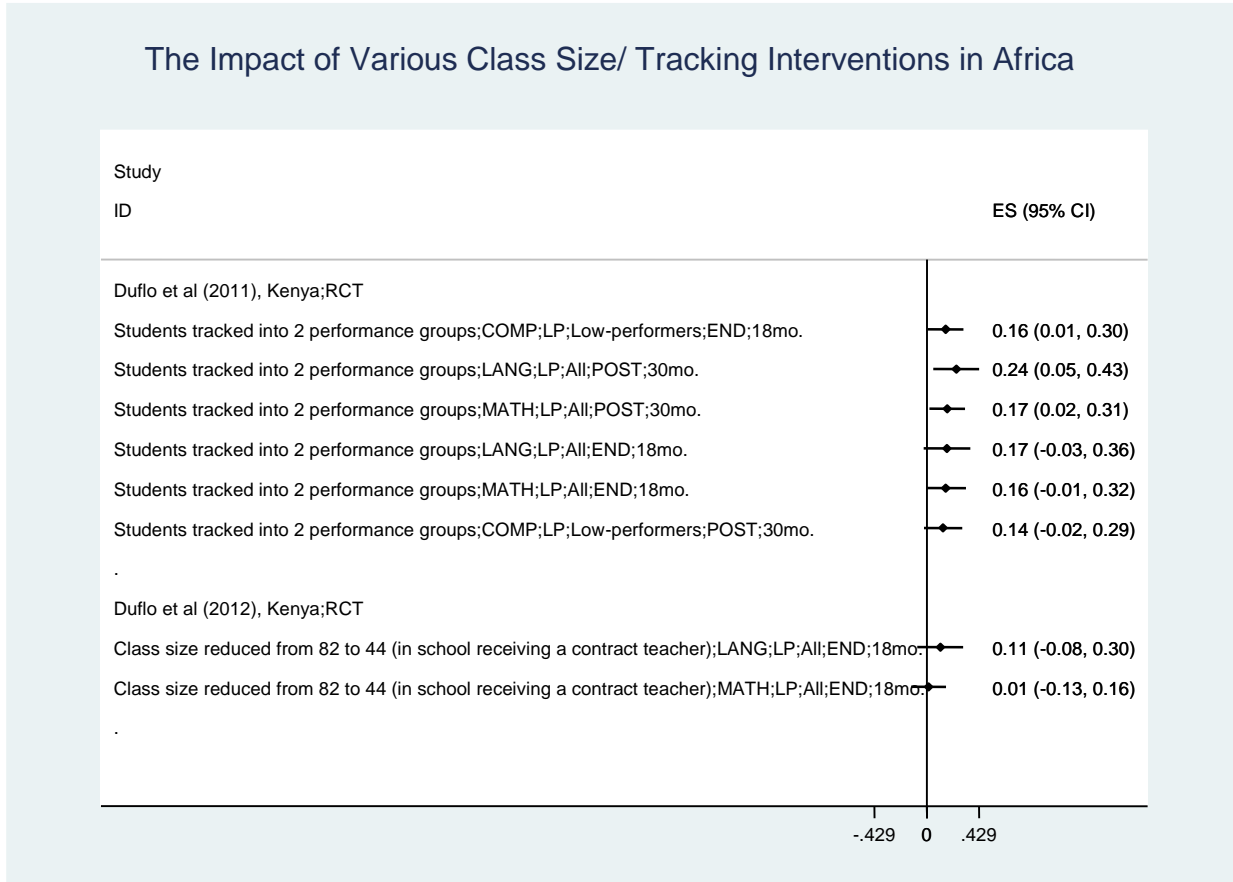 The Impact of Various Class Size/ Tracking Interventions in Africa
Study
ID ES (95% CI)
Duflo et al (2011), Kenya;RCT
Students tracked into 2 performance groups;COMP;LP;Low-performers;END;18mo. 0.16 (0.01, 0.30)
Students tracked into 2 performance groups;LANG;LP;All;POST;30mo. 0.24 (0.05, 0.43)
Students tracked into 2 performance groups;MATH;LP;All;POST;30mo. 0.17 (0.02, 0.31)
Students tracked into 2 performance groups;LANG;LP;All;END;18mo. 0.17 (-0.03, 0.36)
Students tracked into 2 performance groups;MATH;LP;All;END;18mo. 0.16 (-0.01, 0.32)
Students tracked into 2 performance groups;COMP;LP;Low-performers;POST;30mo. 0.14 (-0.02, 0.29)
.
Duflo et al (2012), Kenya;RCT
Class size reduced from 82 to 44 (in school receiving a contract teacher);LANG;LP;All;END;18mo. 0.11 (-0.08, 0.30)
Class size reduced from 82 to 44 (in school receiving a contract teacher);MATH;LP;All;END;18mo. 0.01 (-0.13, 0.16)
.
-.429 0 .429